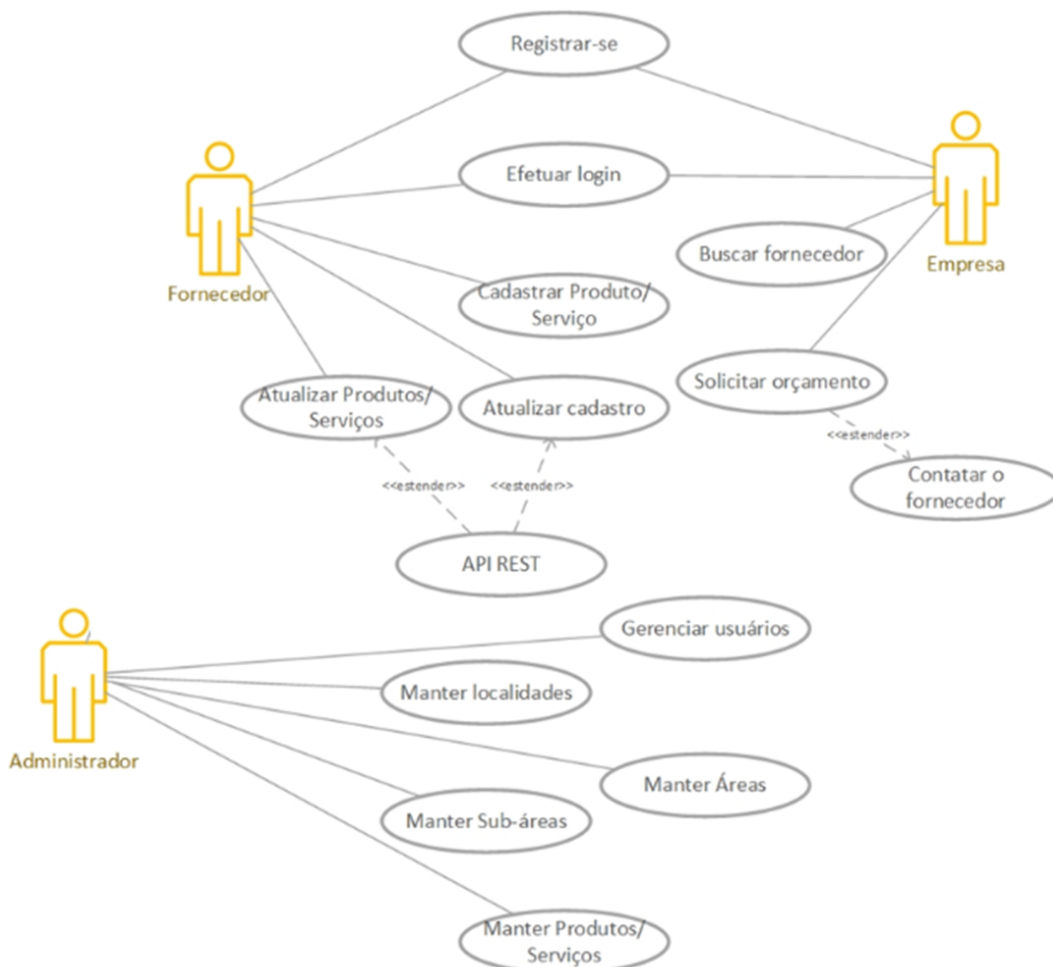 Registrar-se
Efetuar login
Buscar fornecedor
Empresa
Fornecedor
Cadastrar Produto/
Serviço
Atualizar Produtos/
Serviços
Atualizar cadastro
Solicitar orçamento
<<estender>>
Contatar o
fornecedor
<<estender>>
<<estender>>
API REST
Gerenciar usuários
Manter localidades
Administrador
Manter Áreas
Manter Sub-áreas
Manter Produtos/
Serviços